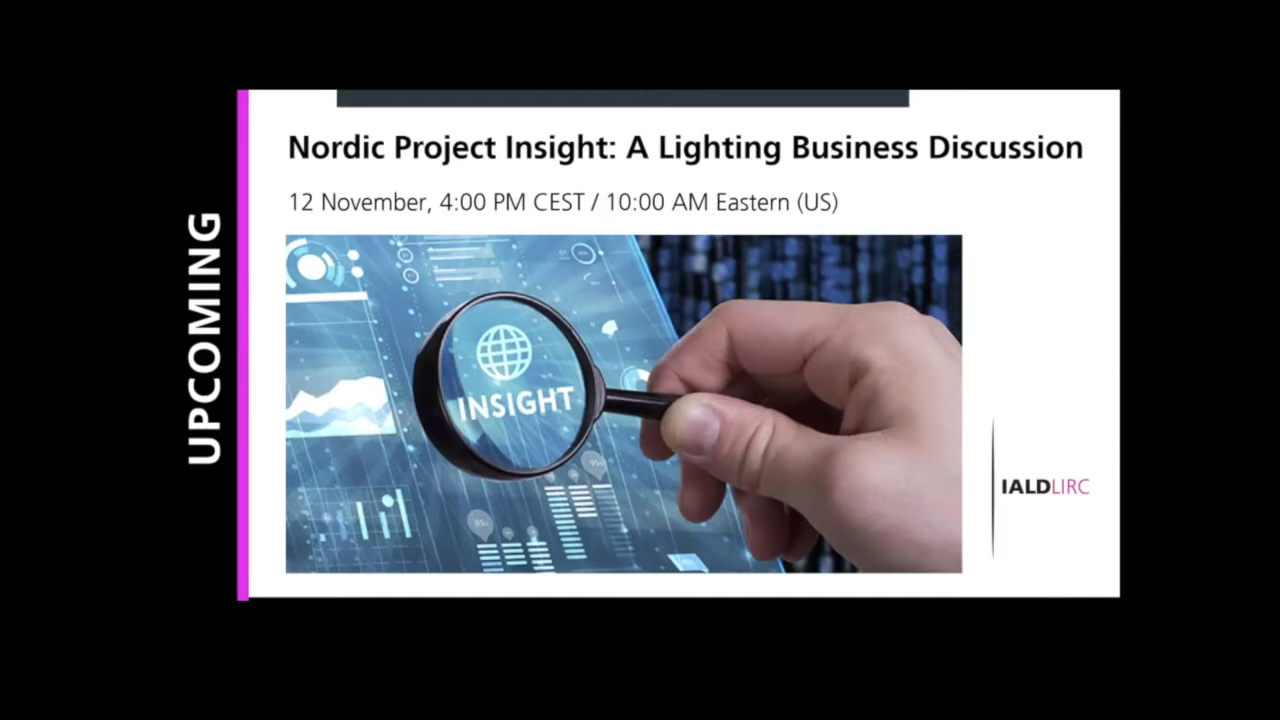 UPCOMING
Nordic Project Insight: A Lighting Business Discussion
12 November, 4:00 PM CEST / 10:00 AM Eastern (US)
INSIGHT
IALDLIRC